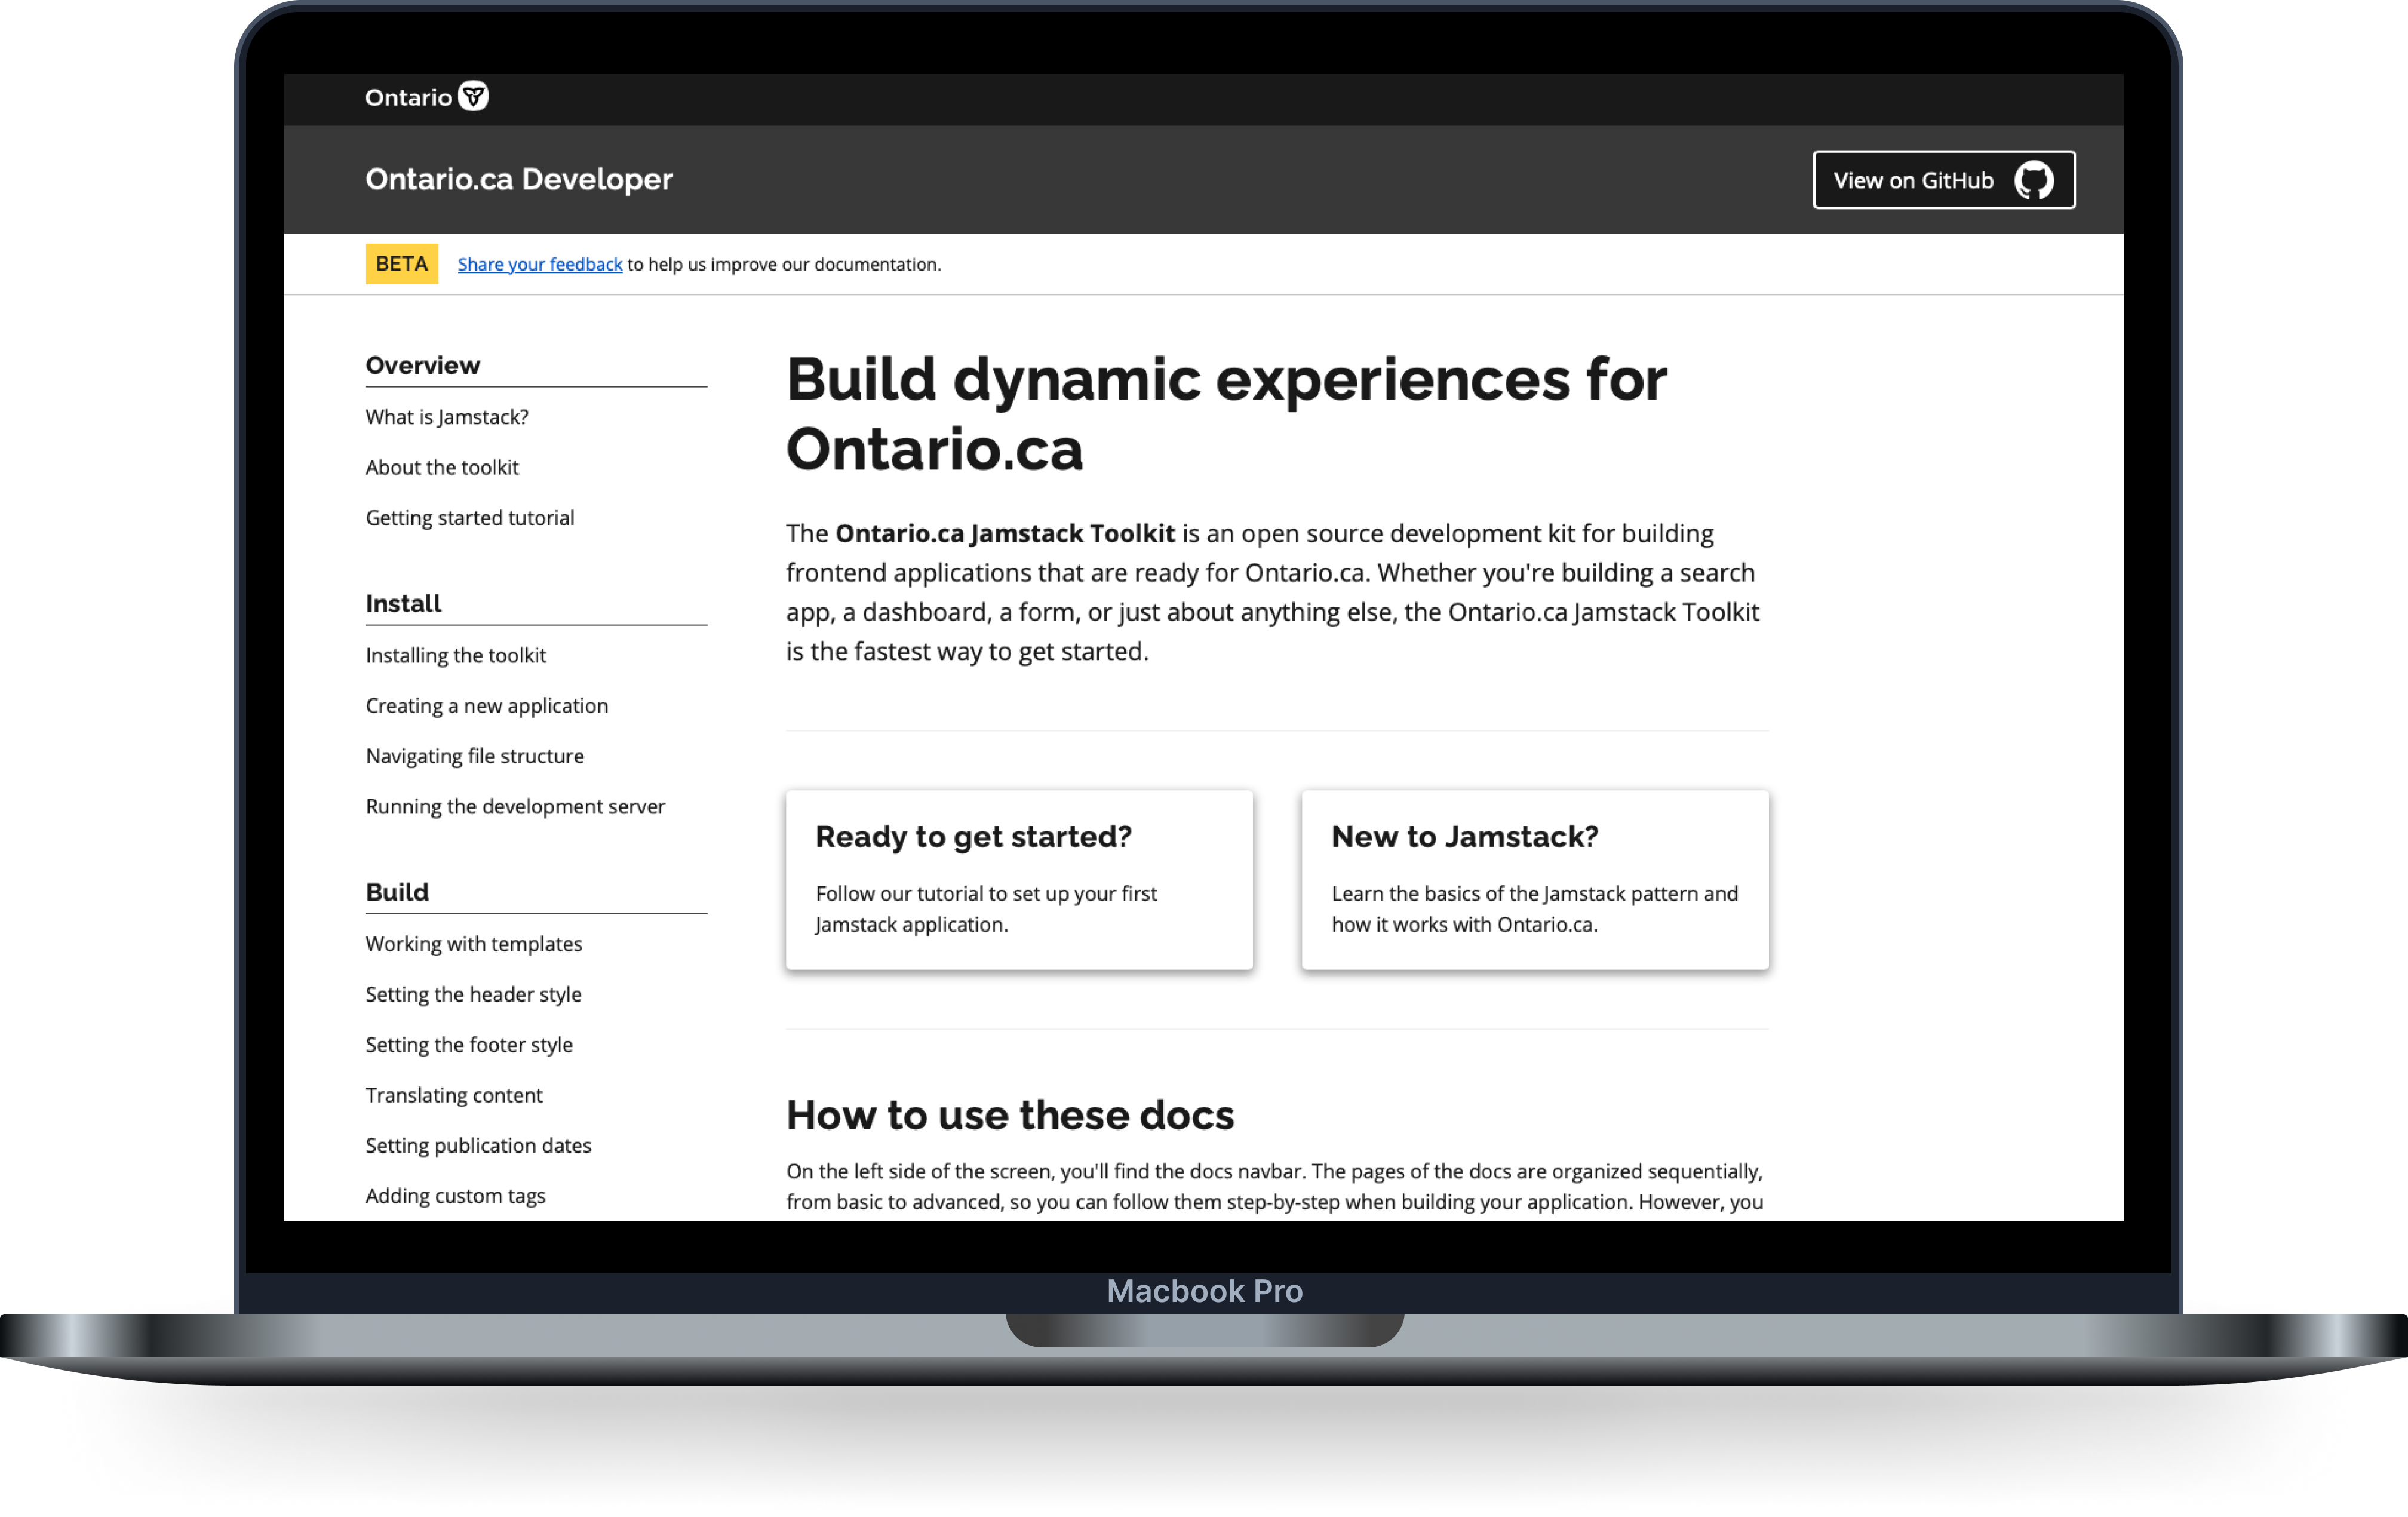 Ontario
Ontario.ca Developer
View on GitHub
BETA
Share your feedback to help us improve our documentation.
Overview
What is Jamstack?
About the toolkit
Getting started tutorial
Install
Installing the toolkit
Creating a new application
Navigating file structure
Running the development server
Build
Working with templates
Setting the header style
Setting the footer style
Translating content
Setting publication dates
Adding custom tags
Build dynamic experiences for
Ontario.ca
The Ontario.ca Jamstack Toolkit is an open source development kit for building
frontend applications that are ready for Ontario.ca. Whether you're building a search
app, a dashboard, a form, or just about anything else, the Ontario.ca Jamstack Toolkit
is the fastest way to get started.
Ready to get started?
Follow our tutorial to set up your first
Jamstack application.
New to Jamstack?
Learn the basics of the Jamstack pattern and
how it works with Ontario.ca.
How to use these docs
On the left side of the screen, you'll find the docs navbar. The pages of the docs are organized sequentially,
from basic to advanced, so you can follow them step-by-step when building your application. However, you
Macbook Pro